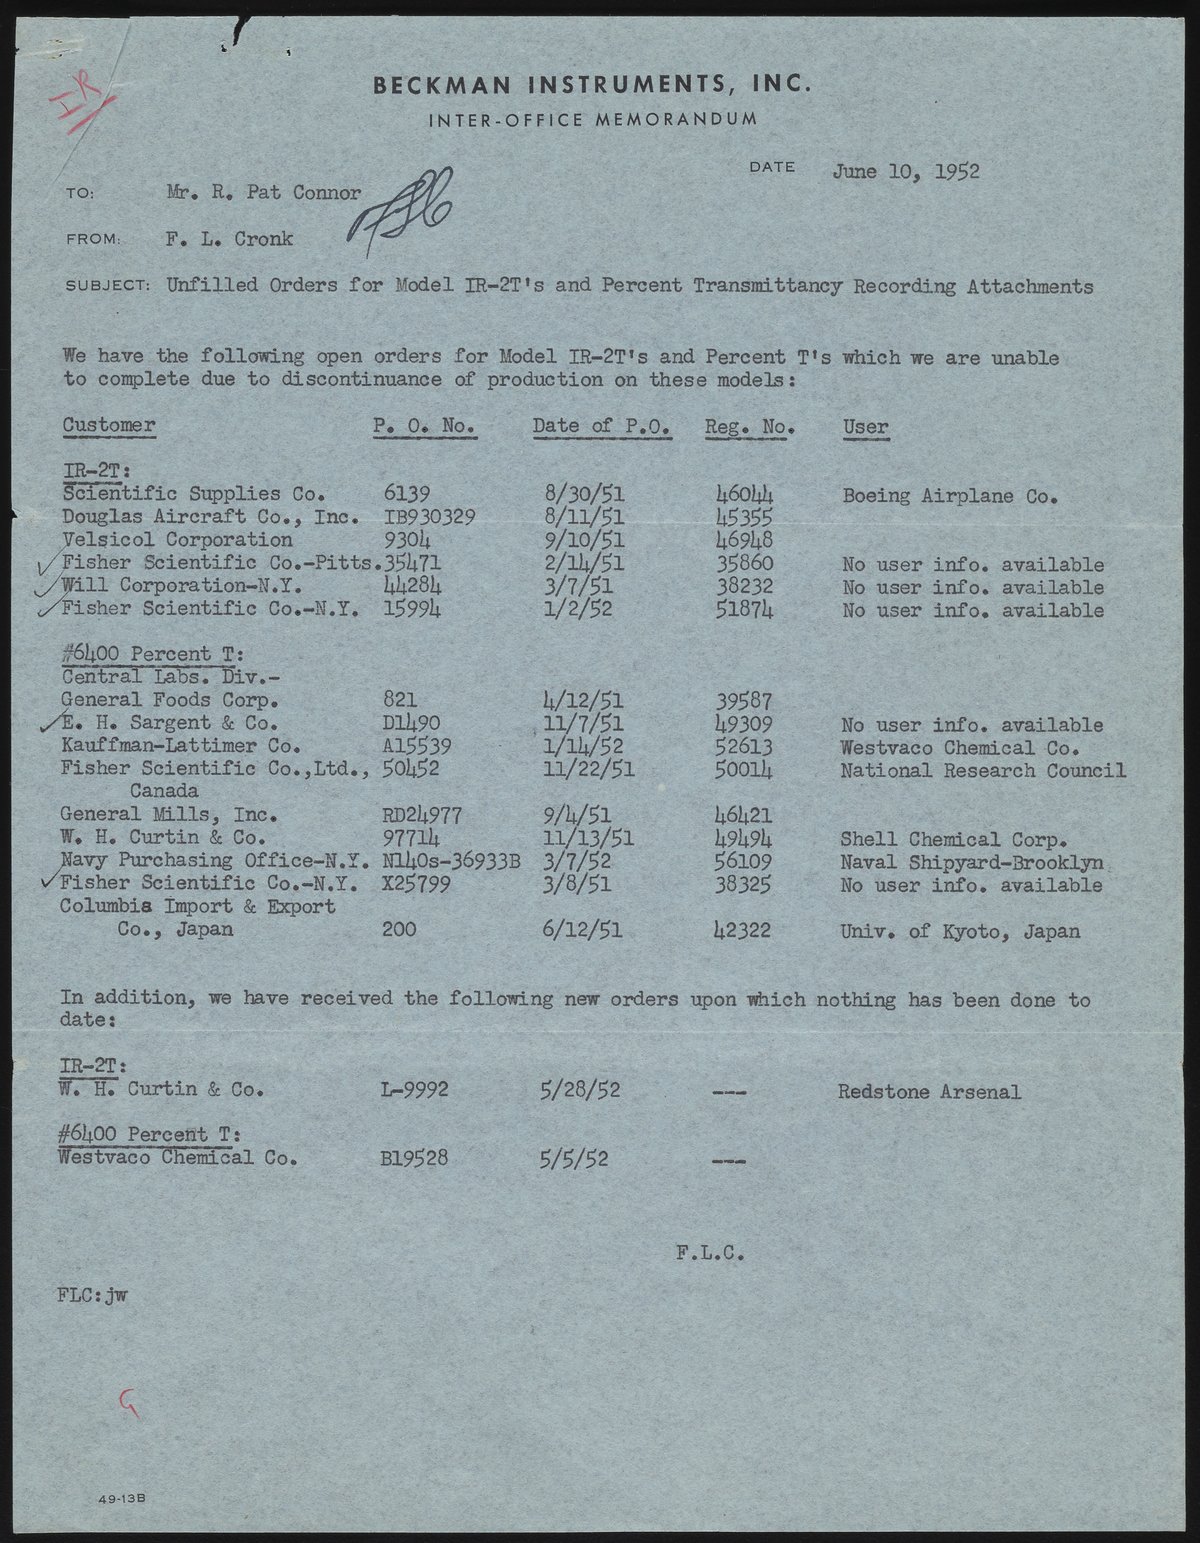 IR
BECKMAN INSTRUMENTS, INC.
INTER-OFFICE MEMORANDUM
DATE June 10, 1952
TO: Mr. R. Pat Connor
FROM: F. L. Cronk
SUBJECT: Unfilled Orders for Model IR-2T's and Percent Transmittancy Recording Attachments
We have the following open orders for Model IR-2T's and Percent T's which we are unable
to complete due to discontinuance of production on these models:
Customer P. O. No. Date of P.O. Reg. No. User
IR-2T:
Scientific Supplies Co. 6139 8/30/51 46044 Boeing Airplane Co.
Douglas Aircraft Co., Inc. IB930329 8/11/51 45355
Velsicol Corporation 9304 9/10/51 46948
✓Fisher Scientific Co.-Pitts.35471 2/14/51 35860 No user info. available
✓Will Corporation-N.Y. 44284 3/7/51 38232 No user info. available
✓Fisher Scientific Co.-N.Y. 15994 1/2/52 51874 No user info. available
#6400 Percent T:
Central Labs. Div.-
General Foods Corp. 821 4/12/51 39587
✓E. H. Sargent & Co. D1490 11/7/51 49309 No user info. available
Kauffman-Lattimer Co. A15539 1/14/52 52613 Westvaco Chemical Co.
Fisher Scientific Co.,Ltd., 50452 11/22/51 50014 National Research Council
Canada
General Mills, Inc. RD24977 9/4/51 46421
W. H. Curtin & Co. 97714 11/13/51 49494 Shell Chemical Corp.
Navy Purchasing Office-N.Y. N140s-36933B 3/7/52 56109 Naval Shipyard-Brooklyn
✓Fisher Scientific Co.-N.Y. X25799 3/8/51 38325 No user info. available
Columbia Import & Export
Co., Japan 200 6/12/51 42322 Univ. of Kyoto, Japan
In addition, we have received the following new orders upon which nothing has been done to
date:
IR-2T:
W. H. Curtin & Co. L-9992 5/28/52 --- Redstone Arsenal
#6400 Percent T:
Westvaco Chemical Co. B19528 5/5/52 ---
F.L.C.
FLC:jw
49-13B